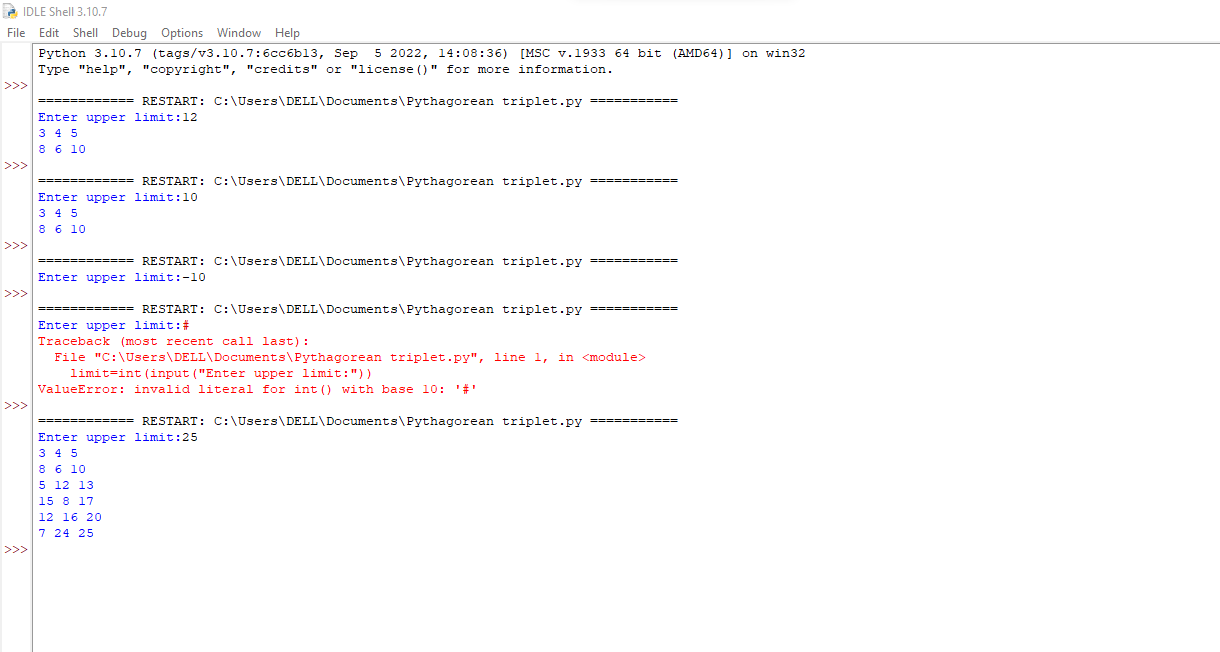 IDLE Shell 3.10.7
File Edit Shell Debug Options Window Help
Python 3.10.7 (tags/v3.10.7:6cc6b13, Sep  5 2022, 14:08:36) [MSC v.1933 64 bit (AMD64)] on win32
Type "help", "copyright", "credits" or "license()" for more information.
>>>
============ RESTART: C:\Users\DELL\Documents\Pythagorean triplet.py ===========
Enter upper limit:12
3 4 5
8 6 10
>>>
============ RESTART: C:\Users\DELL\Documents\Pythagorean triplet.py ===========
Enter upper limit:10
3 4 5
8 6 10
>>>
============ RESTART: C:\Users\DELL\Documents\Pythagorean triplet.py ===========
Enter upper limit:-10
>>>
============ RESTART: C:\Users\DELL\Documents\Pythagorean triplet.py ===========
Enter upper limit:#
Traceback (most recent call last):
  File "C:\Users\DELL\Documents\Pythagorean triplet.py", line 1, in <module>
    limit=int(input("Enter upper limit:"))
ValueError: invalid literal for int() with base 10: '#'
>>>
============ RESTART: C:\Users\DELL\Documents\Pythagorean triplet.py ===========
Enter upper limit:25
3 4 5
8 6 10
5 12 13
15 8 17
12 16 20
7 24 25
>>>